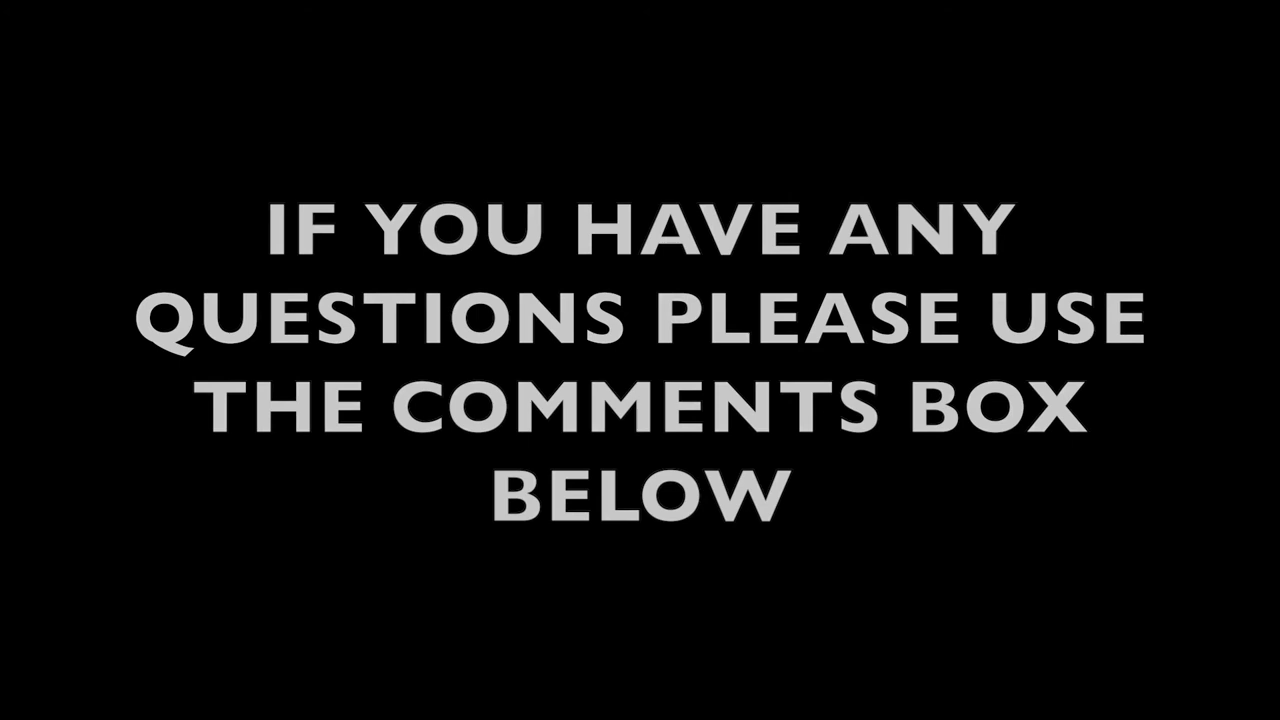 IF YOU HAVE ANY
QUESTIONS PLEASE USE
THE COMMENTS BOX
BELOW